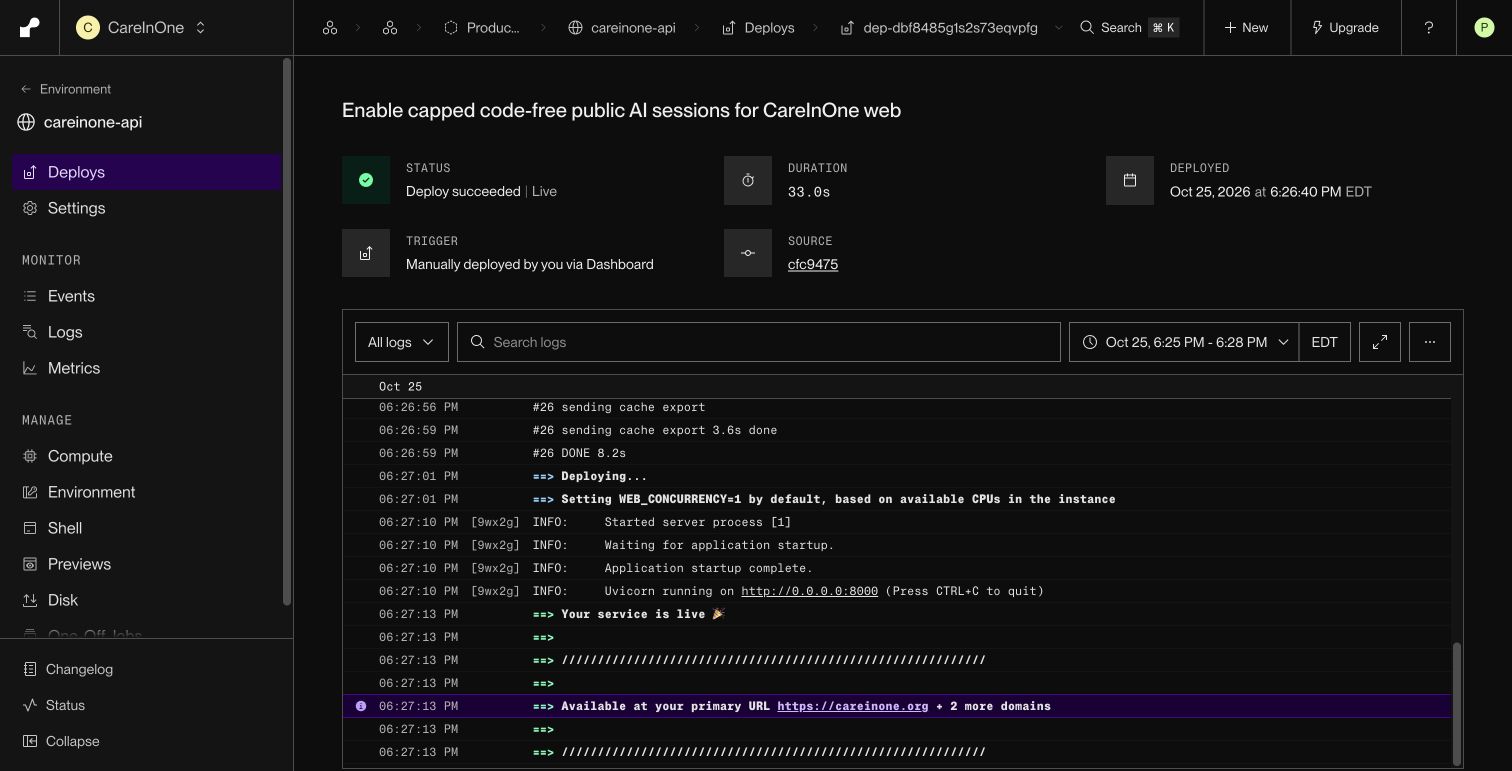 C CareInOne
Produc... careinone-api Deploys dep-dbf8485g1s2s73eqvpfg Search ⌘ K + New Upgrade ? P
← Environment
careinone-api
Deploys
Settings
MONITOR
Events
Logs
Metrics
MANAGE
Compute
Environment
Shell
Previews
Disk
One-Off Jobs
Changelog
Status
Collapse
Enable capped code-free public AI sessions for CareInOne web
STATUS
Deploy succeeded | Live
DURATION
33.0s
DEPLOYED
Oct 25, 2026 at 6:26:40 PM EDT
TRIGGER
Manually deployed by you via Dashboard
SOURCE
cfc9475
All logs Search logs Oct 25, 6:25 PM - 6:28 PM EDT ...
Oct 25
06:26:56 PM #26 sending cache export
06:26:59 PM #26 sending cache export 3.6s done
06:26:59 PM #26 DONE 8.2s
06:27:01 PM ==> Deploying...
06:27:01 PM ==> Setting WEB_CONCURRENCY=1 by default, based on available CPUs in the instance
06:27:10 PM [9wx2g] INFO: Started server process [1]
06:27:10 PM [9wx2g] INFO: Waiting for application startup.
06:27:10 PM [9wx2g] INFO: Application startup complete.
06:27:10 PM [9wx2g] INFO: Uvicorn running on http://0.0.0.0:8000 (Press CTRL+C to quit)
06:27:13 PM ==> Your service is live 🎉
06:27:13 PM ==>
06:27:13 PM ==> ///////////////////////////////////////////////////////////
06:27:13 PM ==>
06:27:13 PM ==> Available at your primary URL https://careinone.org + 2 more domains
06:27:13 PM ==>
06:27:13 PM ==> ///////////////////////////////////////////////////////////